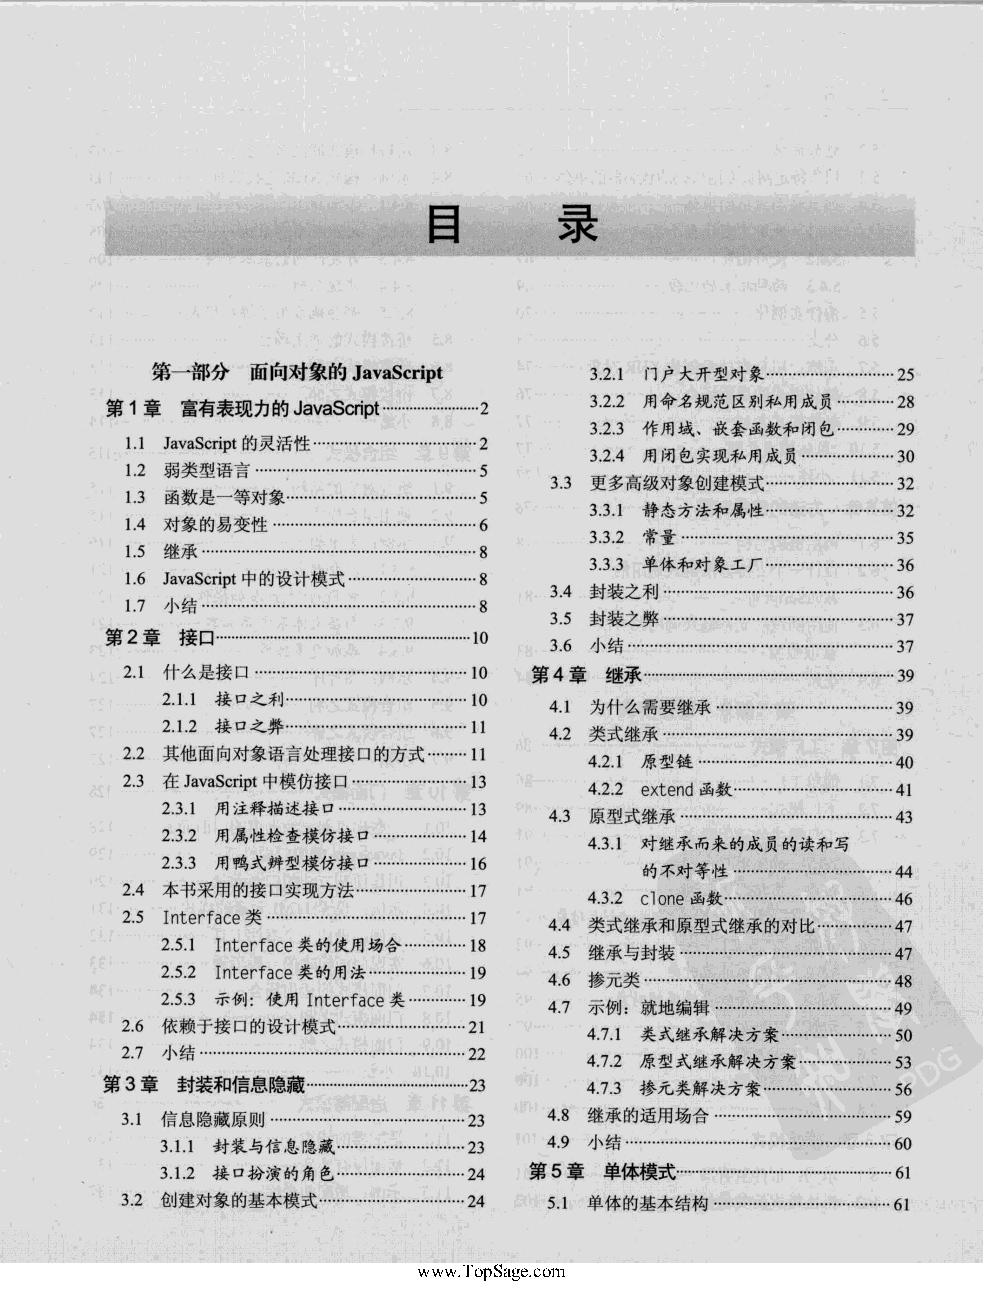 目 录
第一部分 面向对象的 JavaScript
第1章 富有表现力的 JavaScript……2
1.1 JavaScript 的灵活性……2
1.2 弱类型语言……5
1.3 函数是一等对象……5
1.4 对象的易变性……6
1.5 继承……8
1.6 JavaScript 中的设计模式……8
1.7 小结……8
第2章 接口……10
2.1 什么是接口……10
2.1.1 接口之利……10
2.1.2 接口之弊……11
2.2 其他面向对象语言处理接口的方式……11
2.3 在 JavaScript 中模仿接口……13
2.3.1 用注释描述接口……13
2.3.2 用属性检查模仿接口……14
2.3.3 用鸭式辨型模仿接口……16
2.4 本书采用的接口实现方法……17
2.5 Interface 类……17
2.5.1 Interface 类的使用场合……18
2.5.2 Interface 类的用法……19
2.5.3 示例：使用 Interface 类……19
2.6 依赖于接口的设计模式……21
2.7 小结……22
第3章 封装和信息隐藏……23
3.1 信息隐藏原则……23
3.1.1 封装与信息隐藏……23
3.1.2 接口扮演的角色……24
3.2 创建对象的基本模式……24
3.2.1 门户大开型对象……25
3.2.2 用命名规范区别私用成员……28
3.2.3 作用域、嵌套函数和闭包……29
3.2.4 用闭包实现私用成员……30
3.3 更多高级对象创建模式……32
3.3.1 静态方法和属性……32
3.3.2 常量……35
3.3.3 单体和对象工厂……36
3.4 封装之利……36
3.5 封装之弊……37
3.6 小结……37
第4章 继承……39
4.1 为什么需要继承……39
4.2 类式继承……39
4.2.1 原型链……40
4.2.2 extend 函数……41
4.3 原型式继承……43
4.3.1 对继承而来的成员的读和写
的不对等性……44
4.3.2 clone 函数……46
4.4 类式继承和原型式继承的对比……47
4.5 继承与封装……47
4.6 掺元类……48
4.7 示例：就地编辑……49
4.7.1 类式继承解决方案……50
4.7.2 原型式继承解决方案……53
4.7.3 掺元类解决方案……56
4.8 继承的适用场合……59
4.9 小结……60
第5章 单体模式……61
5.1 单体的基本结构……61
www.TopSage.com